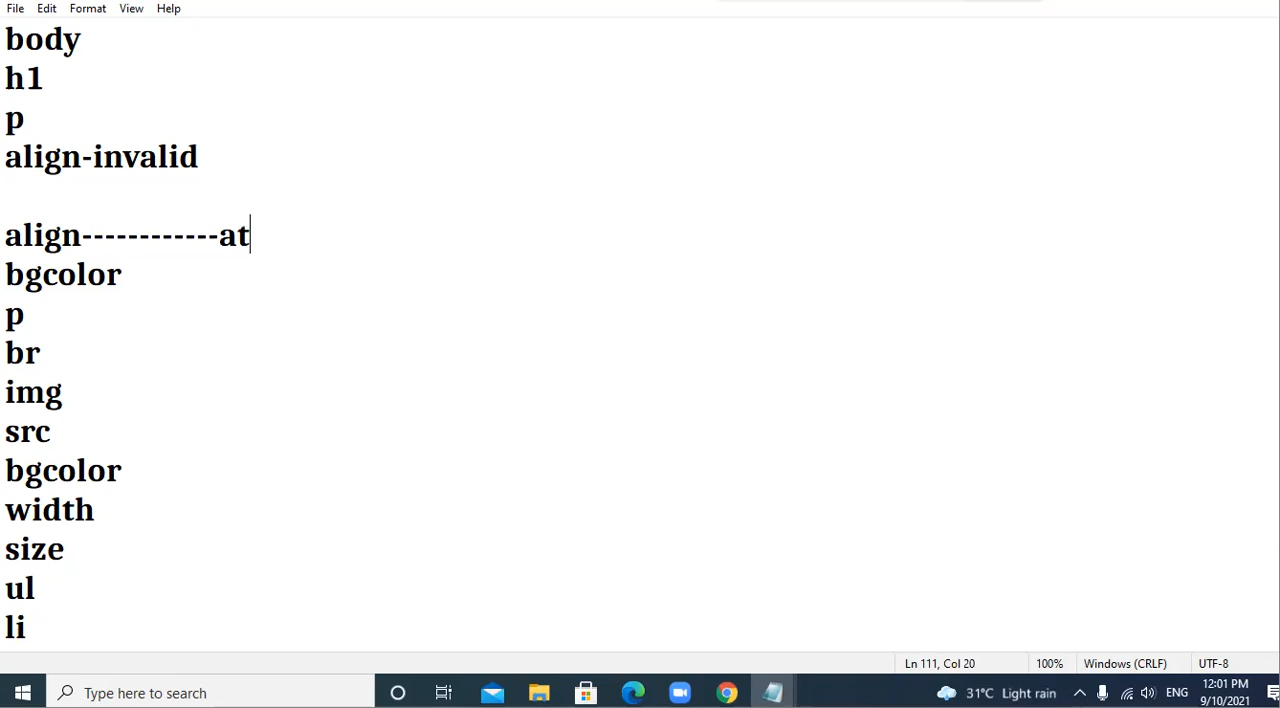 File Edit Format View Help
body
h1
p
align-invalid
align------------at
bgcolor
p
br
img
src
bgcolor
width
size
ul
li
Ln 111, Col 20 100% Windows (CRLF) UTF-8
Type here to search 31°C Light rain ENG 12:01 PM
9/10/2021